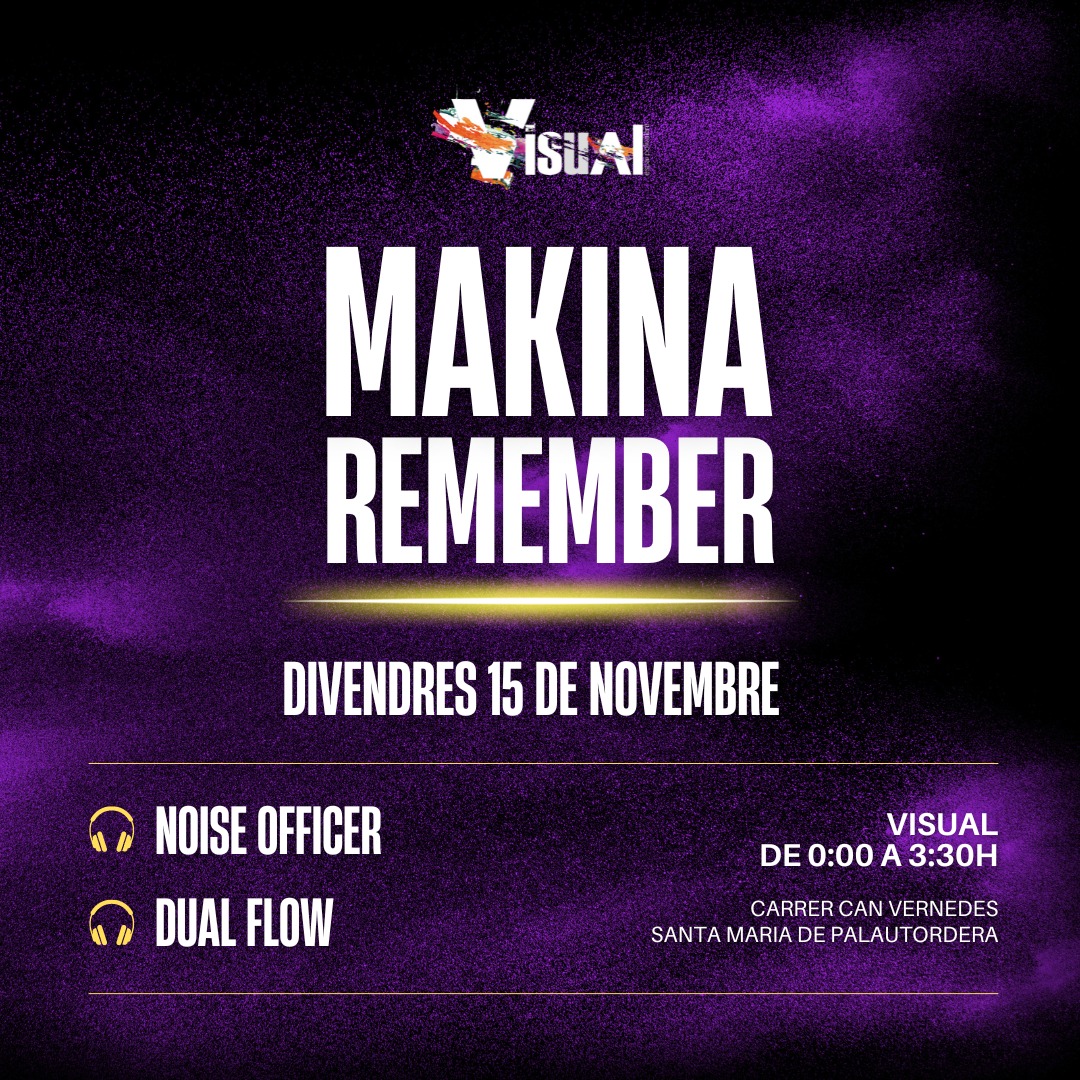 Visual
MAKINA
REMEMBER
DIVENDRES 15 DE NOVEMBRE
NOISE OFFICER
DUAL FLOW
VISUAL
DE 0:00 A 3:30H
CARRER CAN VERNEDES
SANTA MARIA DE PALAUTORDERA